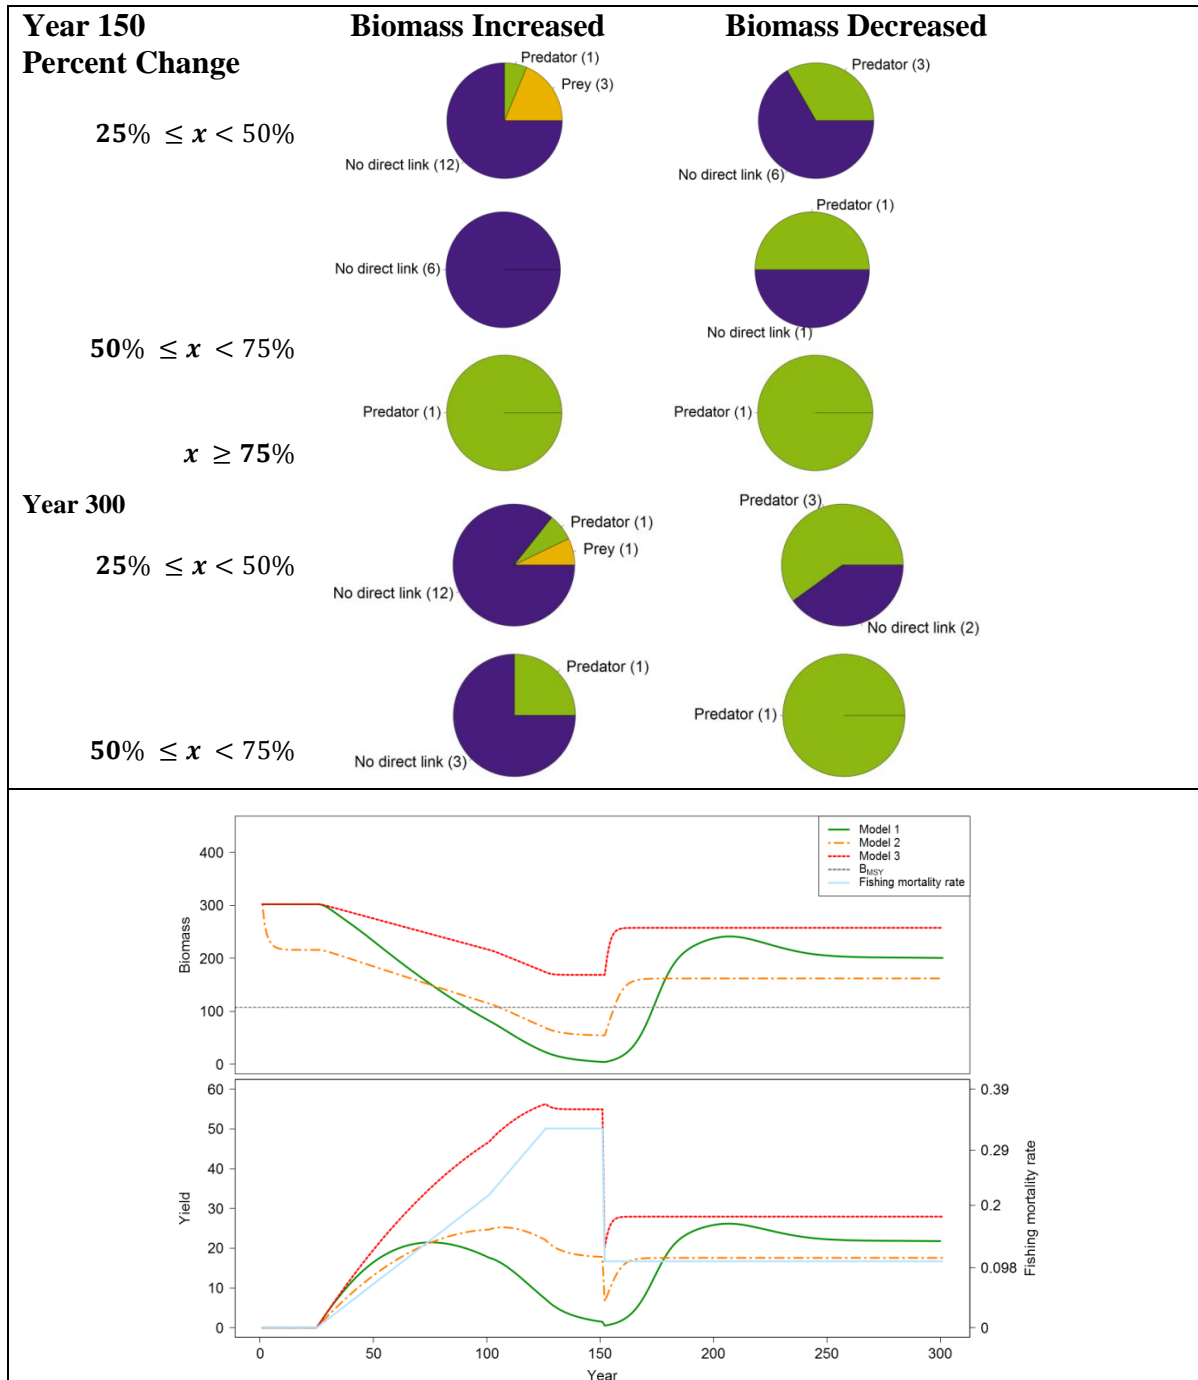 Year 150 Biomass Increased Biomass Decreased
Percent Change
Predator (1)
Prey (3)
No direct link (12)
Predator (3)
No direct link (6)
25% ≤ x < 50%
No direct link (6)
Predator (1)
No direct link (1)
50% ≤ x < 75%
Predator (1)
Predator (1)
x ≥ 75%
Year 300
Predator (1)
Prey (1)
No direct link (12)
Predator (3)
No direct link (2)
25% ≤ x < 50%
Predator (1)
No direct link (3)
Predator (1)
50% ≤ x < 75%
Model 1
Model 2
Model 3
BMSY
Fishing mortality rate
400
300
200
100
0
Biomass
60
50
40
30
20
10
0
Yield
0.39
0.29
0.2
0.098
0
Fishing mortality rate
0 50 100 150 200 250 300
Year